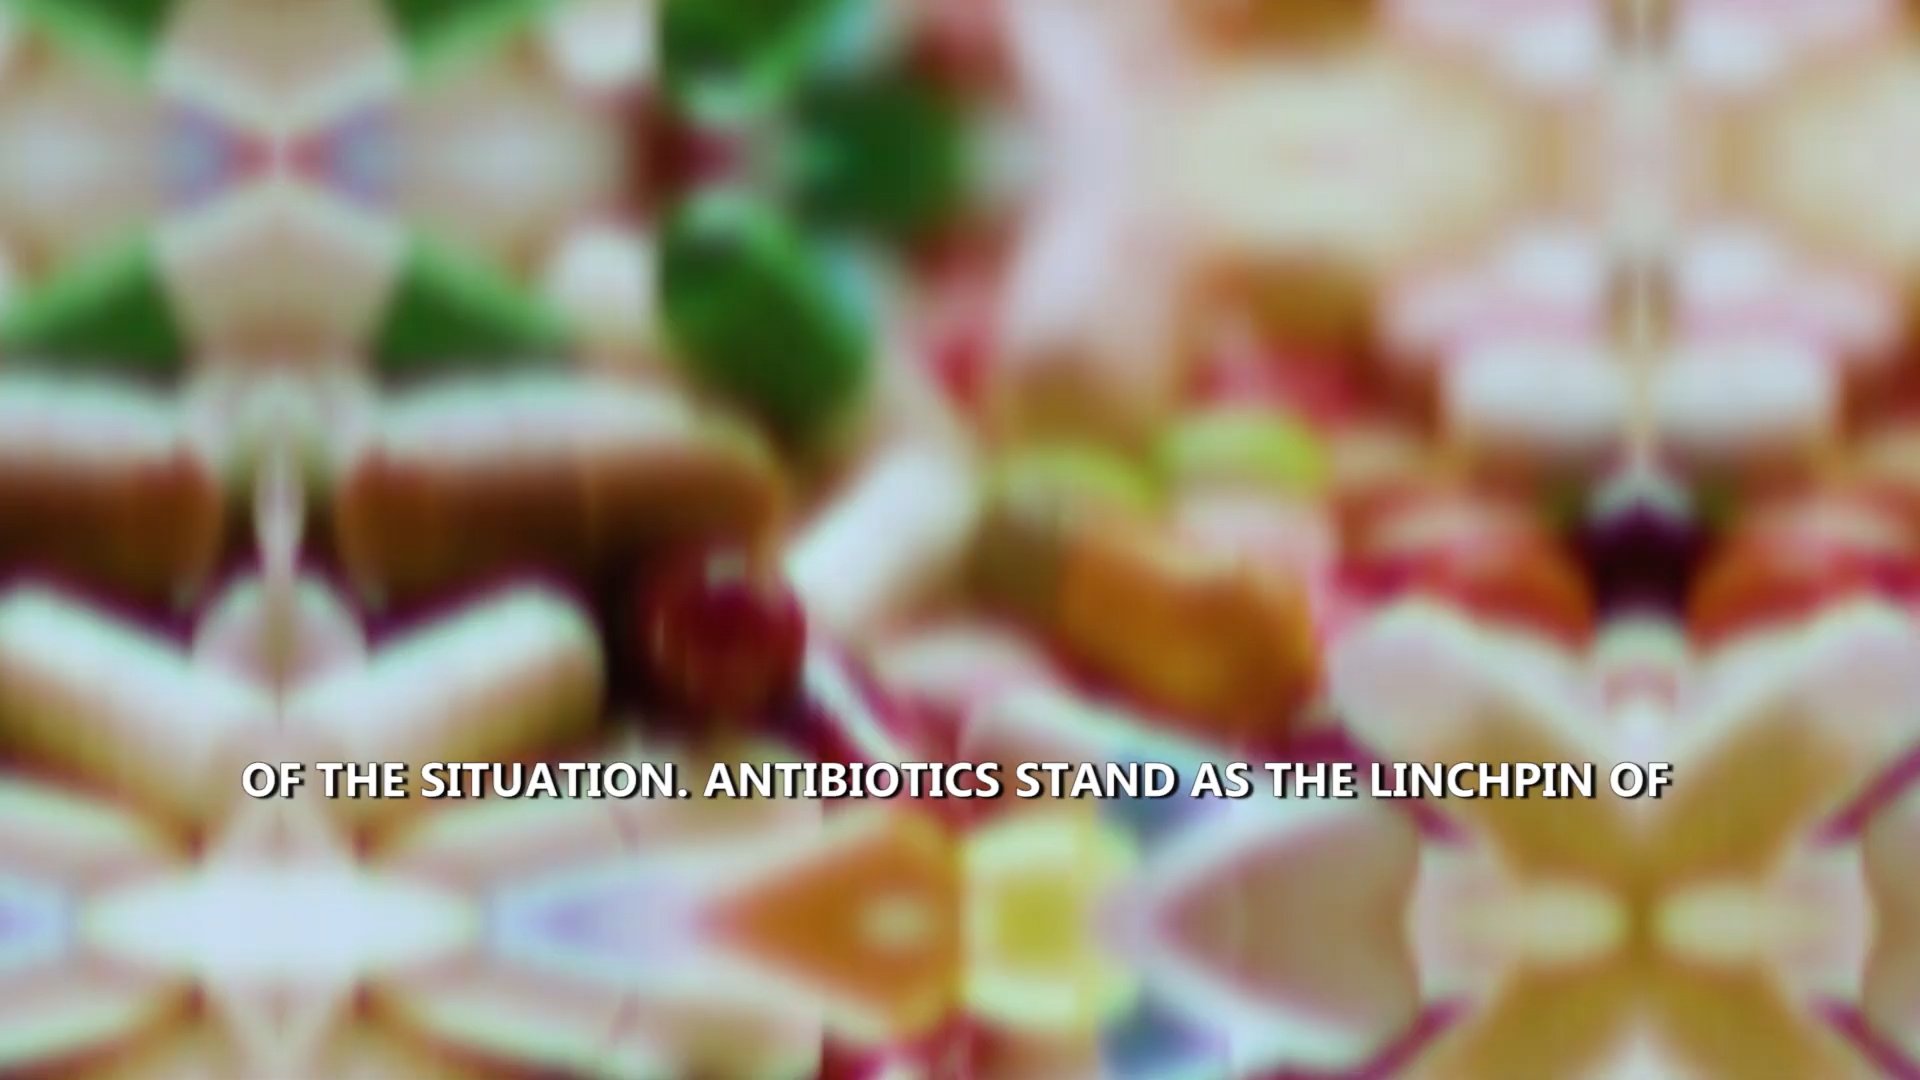 OF THE SITUATION. ANTIBIOTICS STAND AS THE LINCHPIN OF